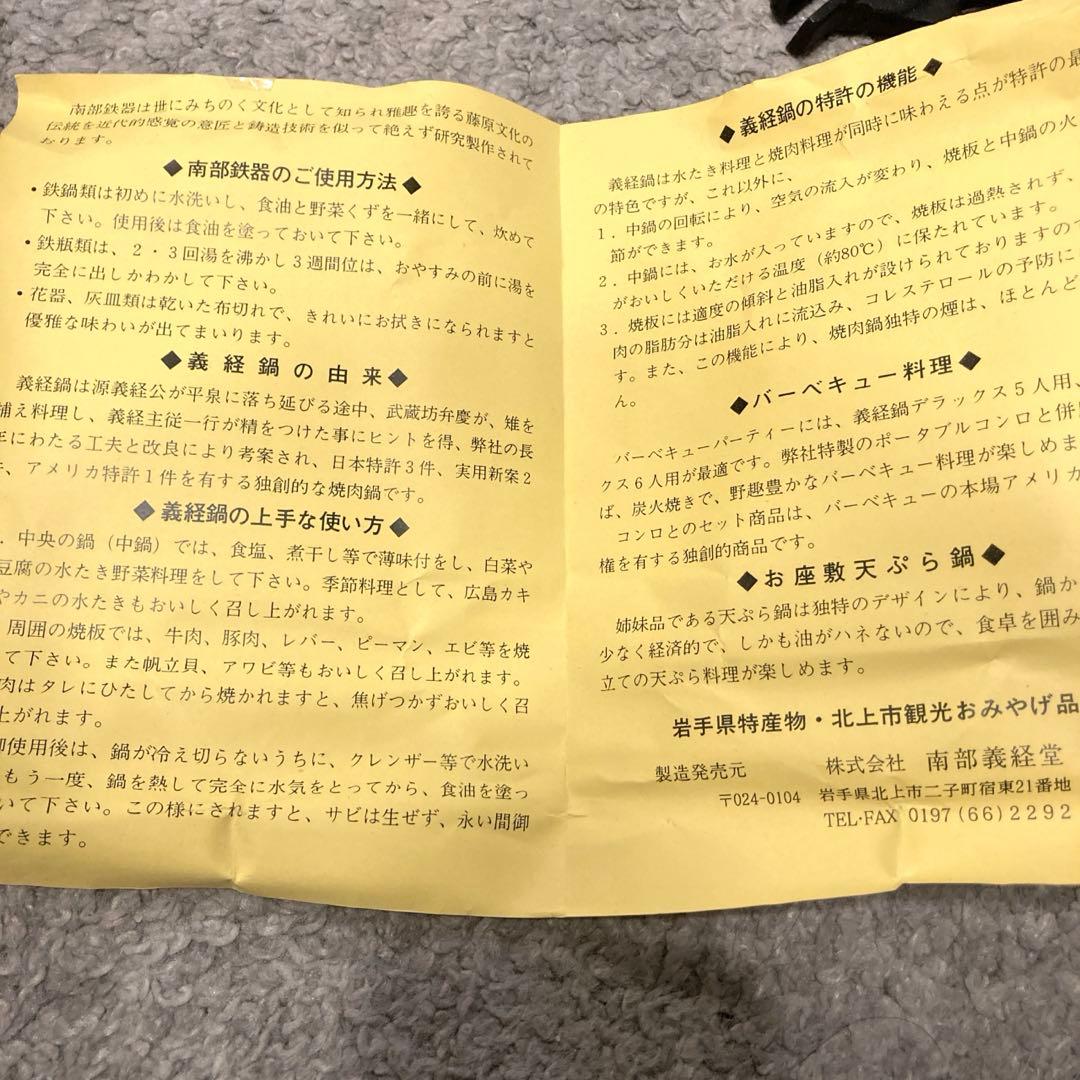 南部鉄器は世にみちのく文化として知られ雅趣を誇る藤原文化の
伝統を近代的感覚の意匠と鋳造技術を似って絶えず研究製作されて
おります。
◆南部鉄器のご使用方法◆
・鉄鍋類は初めに水洗いし、食油と野菜くずを一緒にして、炊めて
下さい。使用後は食油を塗っておいて下さい。
・鉄瓶類は、2・3回湯を沸かし3週間位は、おやすみの前に湯を
完全に出しかわかして下さい。
・花器、灰皿類は乾いた布切れで、きれいにお拭きになられますと
優雅な味わいが出てまいります。
◆義経鍋の由来◆
義経鍋は源義経公が平泉に落ち延びる途中、武蔵坊弁慶が、雉を
捕え料理し、義経主従一行が精をつけた事にヒントを得、弊社の長
年にわたる工夫と改良により考案され、日本特許3件、実用新案2
件、アメリカ特許1件を有する独創的な焼肉鍋です。
◆義経鍋の上手な使い方◆
．中央の鍋（中鍋）では、食塩、煮干し等で薄味付をし、白菜や
豆腐の水たき野菜料理をして下さい。季節料理として、広島カキ
やカニの水たきもおいしく召し上がれます。
周囲の焼板では、牛肉、豚肉、レバー、ピーマン、エビ等を焼
て下さい。また帆立貝、アワビ等もおいしく召し上がれます。
肉はタレにひたしてから焼かれますと、焦げつかずおいしく召
上がれます。
御使用後は、鍋が冷え切らないうちに、クレンザー等で水洗い
もう一度、鍋を熱して完全に水気をとってから、食油を塗っ
いて下さい。この様にされますと、サビは生ぜず、永い間御
できます。
◆義経鍋の特許の機能◆
義経鍋は水たき料理と焼肉料理が同時に味わえる点が特許の最
の特色ですが、これ以外に、
1．中鍋の回転により、空気の流入が変わり、焼板と中鍋の火
節ができます。
2．中鍋には、お水が入っていますので、焼板は過熱されず、
がおいしくいただける温度（約80℃）に保たれています。
3．焼板には適度の傾斜と油脂入れが設けられておりますので
肉の脂肪分は油脂入れに流込み、コレステロールの予防に
す。また、この機能により、焼肉鍋独特の煙は、ほとんど
ん。
◆バーベキュー料理◆
バーベキューパーティーには、義経鍋デラックス5人用、
クス6人用が最適です。弊社特製のポータブルコンロと併
ば、炭火焼きで、野趣豊かなバーベキュー料理が楽しめま
コンロとのセット商品は、バーベキューの本場アメリカ
権を有する独創的商品です。
◆お座敷天ぷら鍋◆
姉妹品である天ぷら鍋は独特のデザインにより、鍋か
少なく経済的で、しかも油がハネないので、食卓を囲み
立ての天ぷら料理が楽しめます。
岩手県特産物・北上市観光おみやげ品
製造発売元 株式会社 南部義経堂
〒024-0104 岩手県北上市二子町宿東21番地
TEL・FAX 0197(66)2292